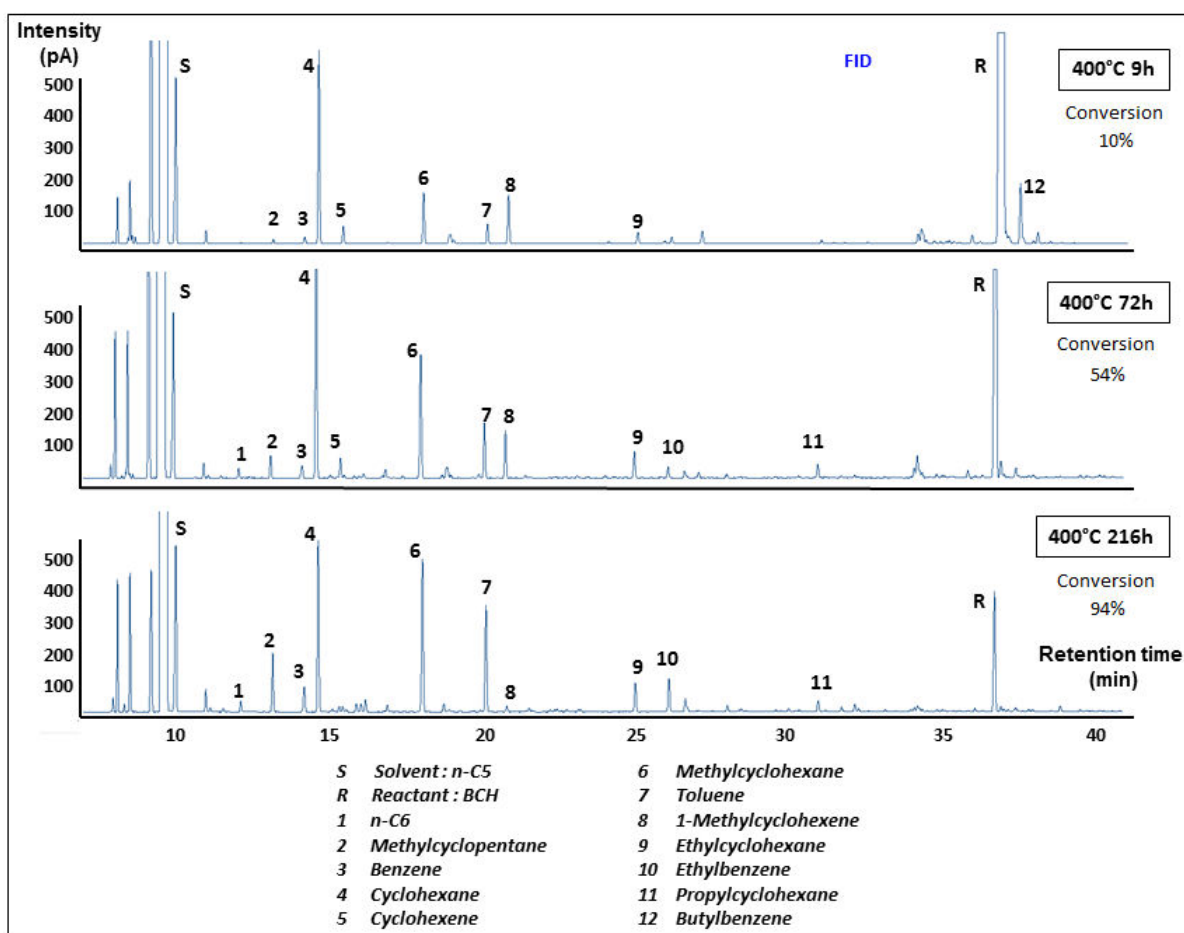 Intensity
(pA)
500
400
300
200
100
S
2
3
4
5
6
7
8
9
FID
R
12
400°C 9h
Conversion
10%
500
400
300
200
100
S
1
2
3
4
5
6
7
8
9
10
11
R
400°C 72h
Conversion
54%
500
400
300
200
100
S
1
2
3
4
6
7
8
9
10
11
R
400°C 216h
Conversion
94%
Retention time
(min)
10 15 20 25 30 35 40
S Solvent : n-C5
R Reactant : BCH
1 n-C6
2 Methylcyclopentane
3 Benzene
4 Cyclohexane
5 Cyclohexene
6 Methylcyclohexane
7 Toluene
8 1-Methylcyclohexene
9 Ethylcyclohexane
10 Ethylbenzene
11 Propylcyclohexane
12 Butylbenzene